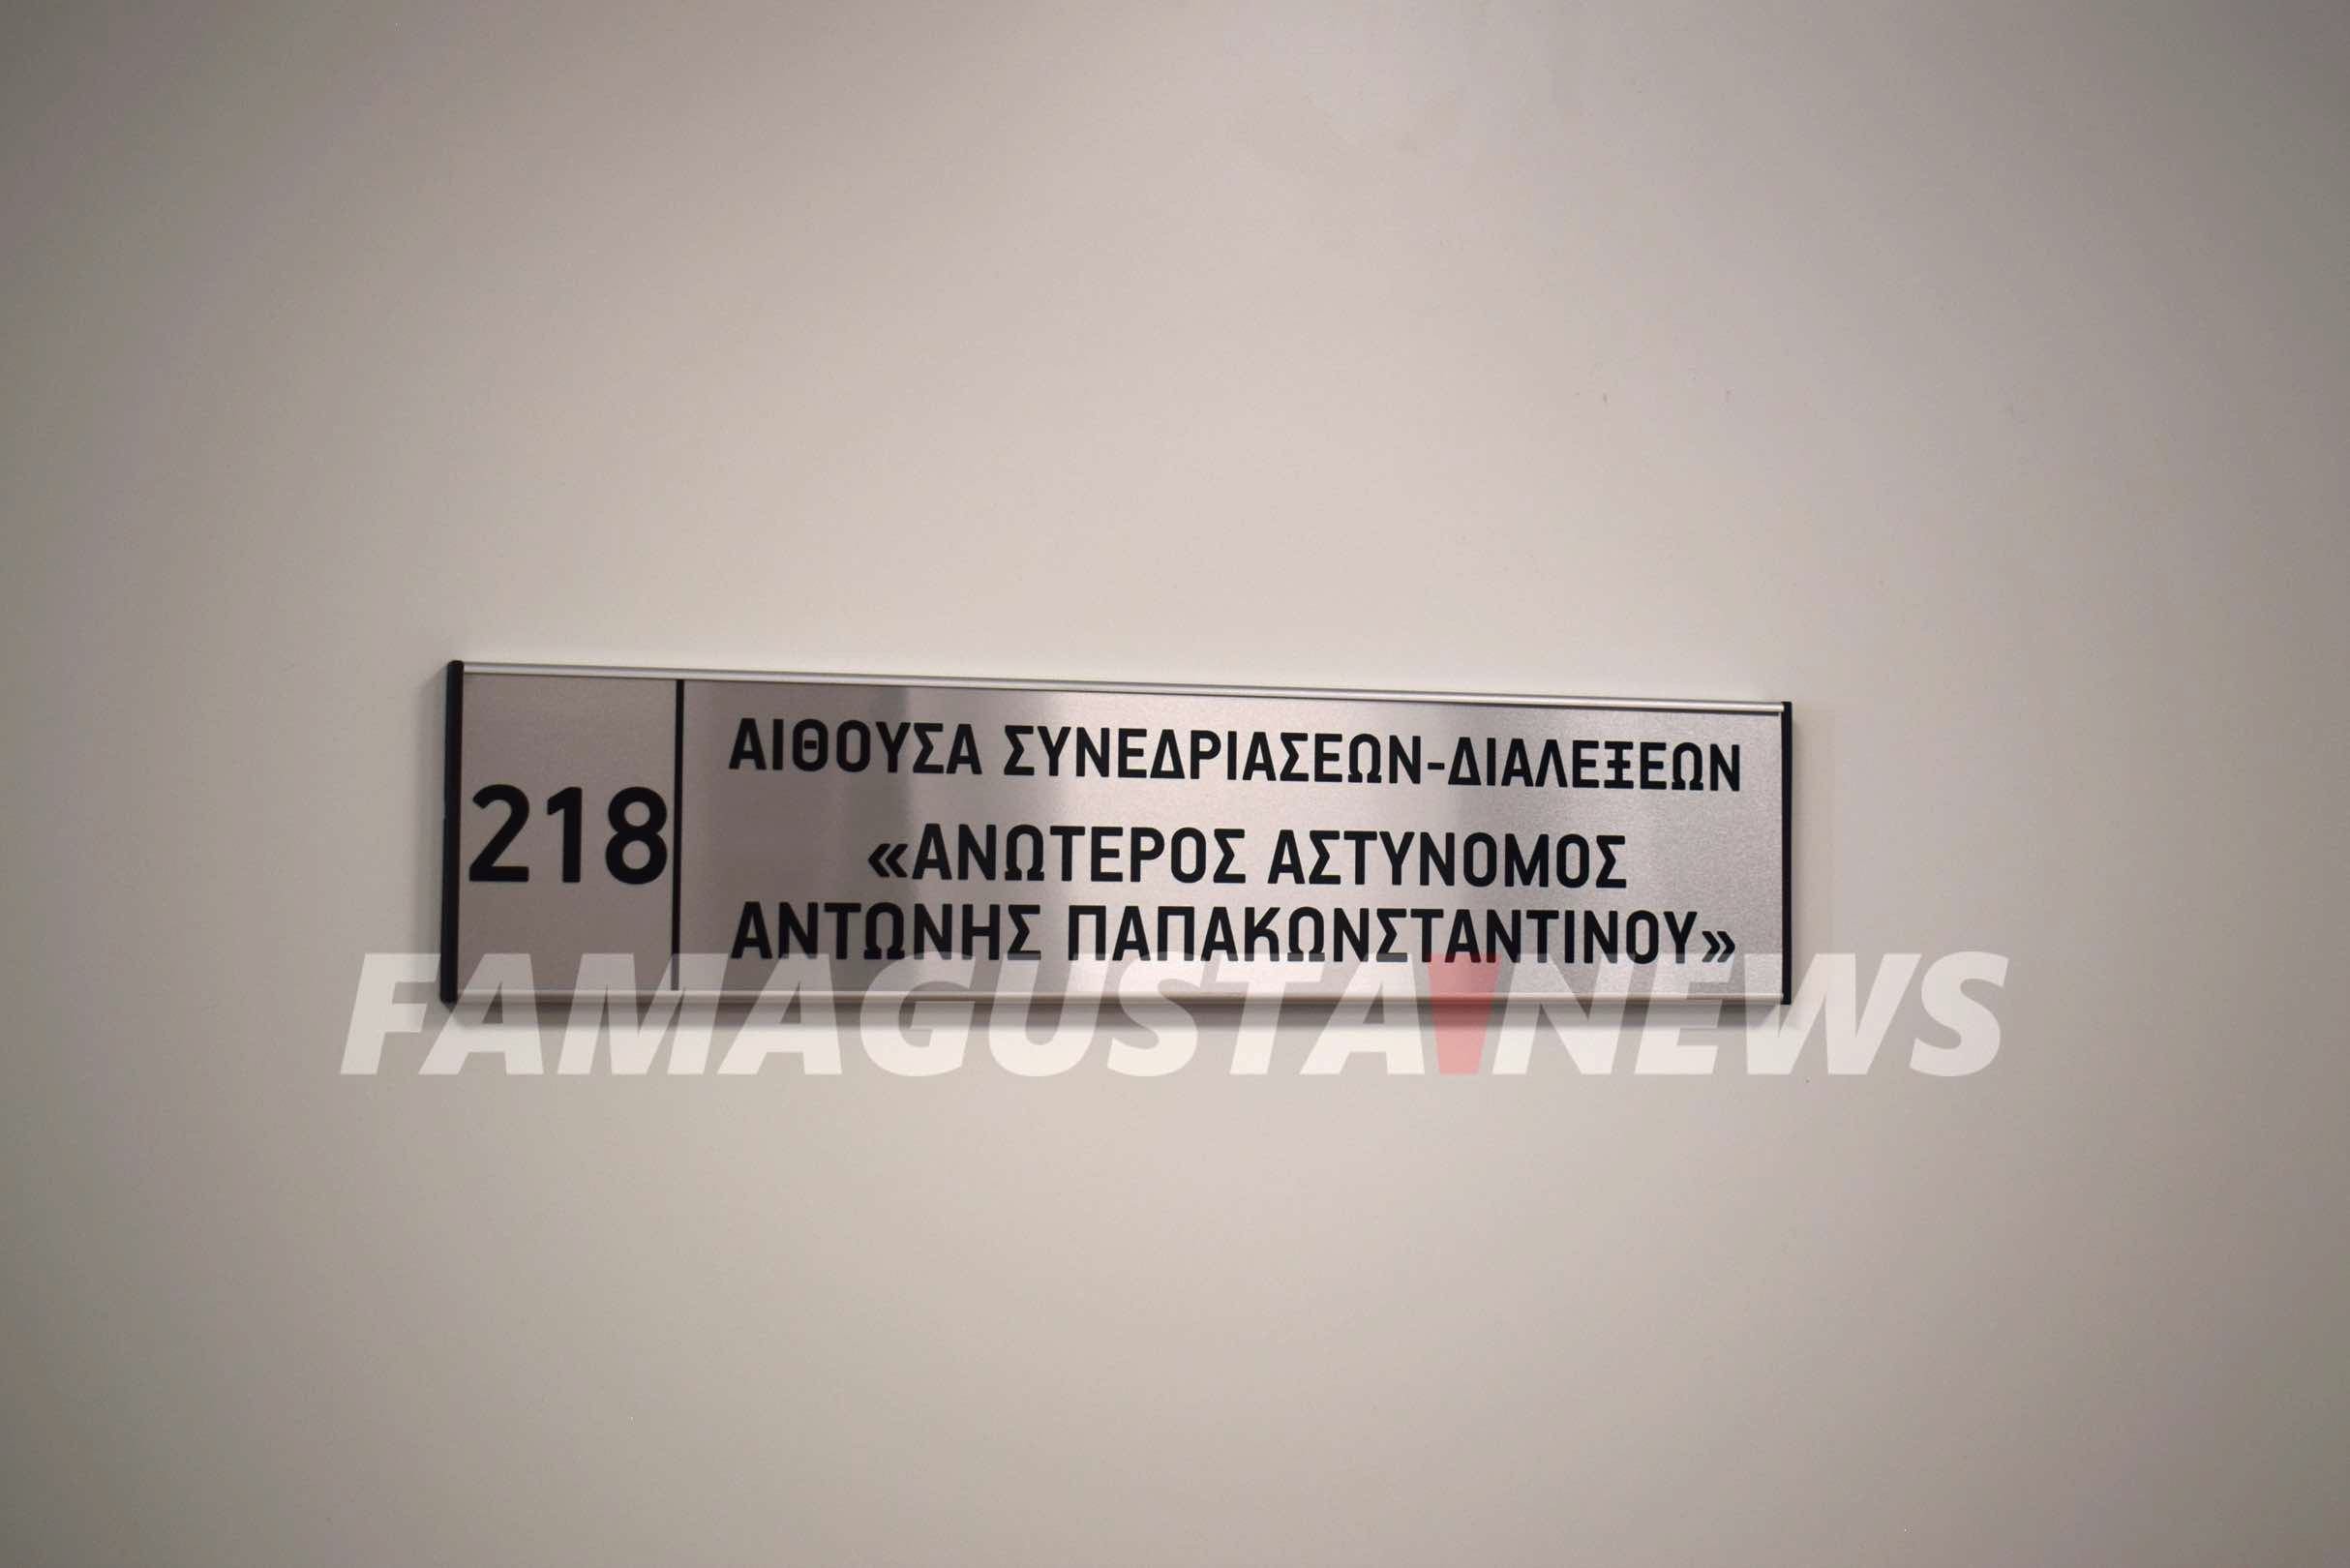 218
ΑΙΘΟΥΣΑ ΣΥΝΕΔΡΙΑΣΕΩΝ-ΔΙΑΛΕΞΕΩΝ
«ΑΝΩΤΕΡΟΣ ΑΣΤΥΝΟΜΟΣ
ΑΝΤΩΝΗΣ ΠΑΠΑΚΩΝΣΤΑΝΤΙΝΟΥ»
FAMAGUSTA NEWS